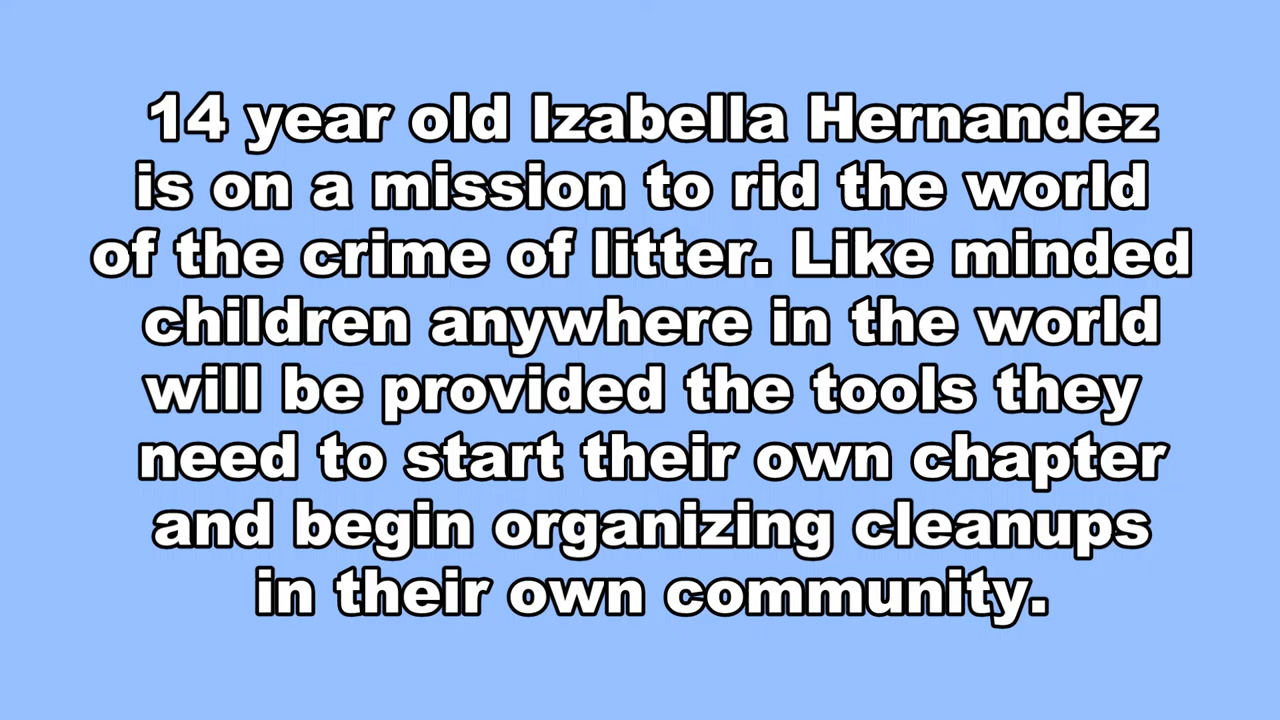 14 year old Izabella Hernandez
is on a mission to rid the world
of the crime of litter. Like minded
children anywhere in the world
will be provided the tools they
need to start their own chapter
and begin organizing cleanups
in their own community.